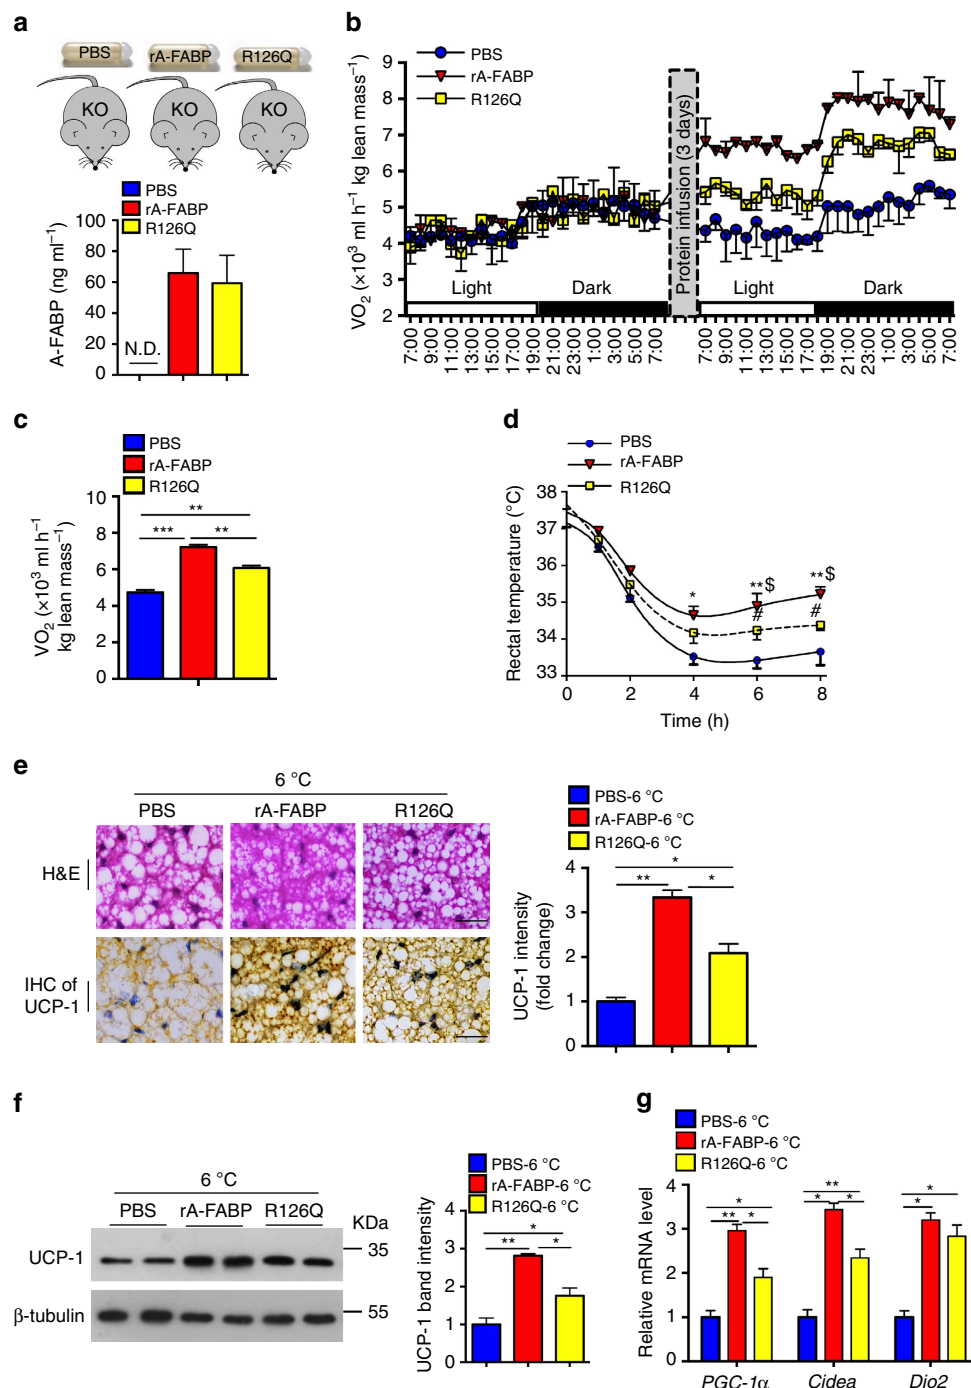 a
PBS
rA-FABP
R126Q
KO
KO
KO
PBS
rA-FABP
R126Q
A-FABP (ng ml⁻¹)
100
80
60
40
20
0
N.D.
b
PBS
rA-FABP
R126Q
VO₂ (×10³ ml h⁻¹ kg lean mass⁻¹)
9
8
7
6
5
4
3
2
Protein infusion (3 days)
Light
Dark
Light
Dark
7:00
9:00
11:00
13:00
15:00
17:00
19:00
21:00
23:00
1:00
3:00
5:00
7:00
7:00
9:00
11:00
13:00
15:00
17:00
19:00
21:00
23:00
1:00
3:00
5:00
7:00
c
PBS
rA-FABP
R126Q
VO₂ (×10³ ml h⁻¹
kg lean mass⁻¹)
10
8
6
4
2
0
**
***
**
d
PBS
rA-FABP
R126Q
Rectal temperature (°C)
38
37
36
35
34
33
*
**$
#
**$
#
0
2
4
6
8
Time (h)
e
6 °C
PBS
rA-FABP
R126Q
H&E
IHC of
UCP-1
PBS-6 °C
rA-FABP-6 °C
R126Q-6 °C
UCP-1 intensity
(fold change)
4
3
2
1
0
*
**
*
f
6 °C
PBS
rA-FABP
R126Q
KDa
UCP-1
35
β-tubulin
55
PBS-6 °C
rA-FABP-6 °C
R126Q-6 °C
UCP-1 band intensity
4
3
2
1
0
*
**
*
g
PBS-6 °C
rA-FABP-6 °C
R126Q-6 °C
Relative mRNA level
4
3
2
1
0
*
**
*
**
*
*
*
*
PGC-1α
Cidea
Dio2